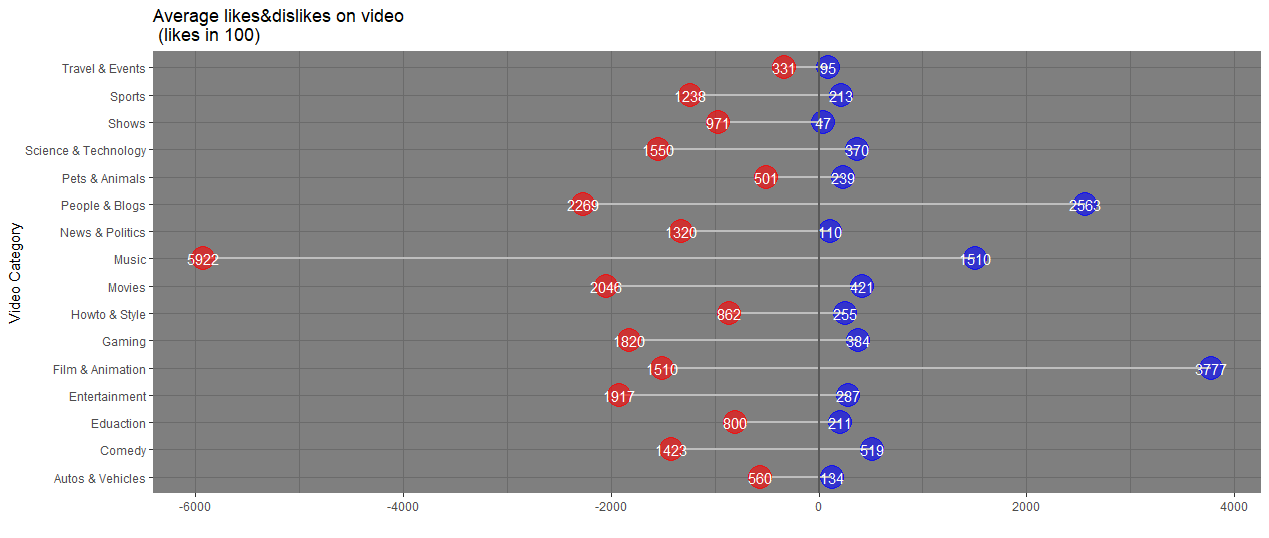 Average likes&dislikes on video
(likes in 100)
Video Category
Travel & Events 331 95
Sports 1238 213
Shows 971 47
Science & Technology 1550 370
Pets & Animals 501 239
People & Blogs 2269 2563
News & Politics 1320 110
Music 5922 1510
Movies 2046 421
Howto & Style 862 255
Gaming 1820 384
Film & Animation 1510 3777
Entertainment 1917 287
Eduaction 800 211
Comedy 1423 519
Autos & Vehicles 560 134
-6000 -4000 -2000 0 2000 4000